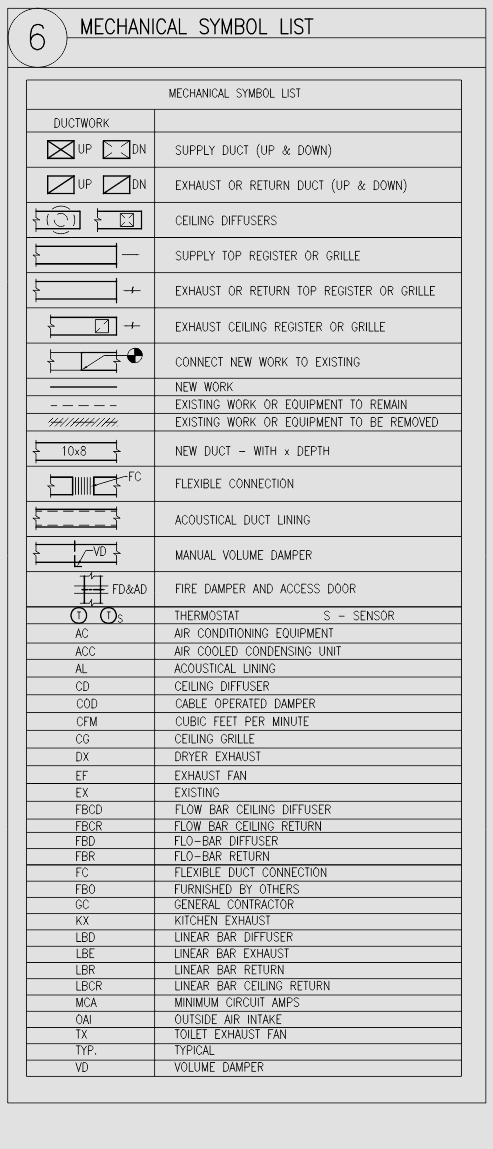 6 MECHANICAL SYMBOL LIST
MECHANICAL SYMBOL LIST
DUCTWORK
UP DN SUPPLY DUCT (UP & DOWN)
UP DN EXHAUST OR RETURN DUCT (UP & DOWN)
CEILING DIFFUSERS
SUPPLY TOP REGISTER OR GRILLE
EXHAUST OR RETURN TOP REGISTER OR GRILLE
EXHAUST CEILING REGISTER OR GRILLE
CONNECT NEW WORK TO EXISTING
NEW WORK
EXISTING WORK OR EQUIPMENT TO REMAIN
EXISTING WORK OR EQUIPMENT TO BE REMOVED
10x8 NEW DUCT - WITH x DEPTH
FC FLEXIBLE CONNECTION
ACOUSTICAL DUCT LINING
VD MANUAL VOLUME DAMPER
FD&AD FIRE DAMPER AND ACCESS DOOR
T T S THERMOSTAT S - SENSOR
AC AIR CONDITIONING EQUIPMENT
ACC AIR COOLED CONDENSING UNIT
AL ACOUSTICAL LINING
CD CEILING DIFFUSER
COD CABLE OPERATED DAMPER
CFM CUBIC FEET PER MINUTE
CG CEILING GRILLE
DX DRYER EXHAUST
EF EXHAUST FAN
EX EXISTING
FBCD FLOW BAR CEILING DIFFUSER
FBCR FLOW BAR CEILING RETURN
FBD FLO-BAR DIFFUSER
FBR FLO-BAR RETURN
FC FLEXIBLE DUCT CONNECTION
FBO FURNISHED BY OTHERS
GC GENERAL CONTRACTOR
KX KITCHEN EXHAUST
LBD LINEAR BAR DIFFUSER
LBE LINEAR BAR EXHAUST
LBR LINEAR BAR RETURN
LBCR LINEAR BAR CEILING RETURN
MCA MINIMUM CIRCUIT AMPS
OAI OUTSIDE AIR INTAKE
TX TOILET EXHAUST FAN
TYP. TYPICAL
VD VOLUME DAMPER